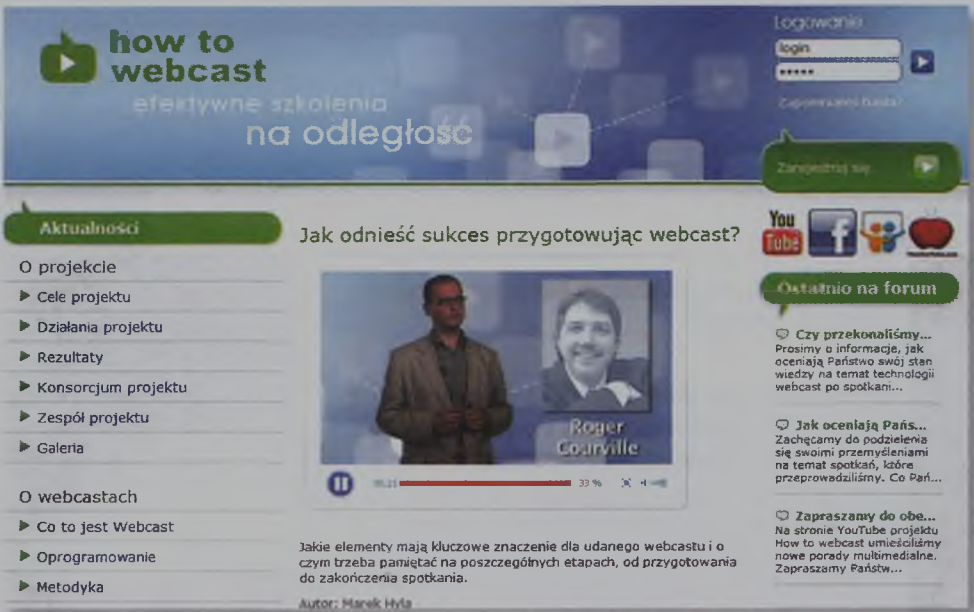 how to
webcast
efektywne szkolenia
na odległość
Logowanie
login
•••••
Zapomniałeś hasła?
Zarejestruj się
Aktualności
O projekcie
Cele projektu
Działania projektu
Rezultaty
Konsorcjum projektu
Zespół projektu
Galeria
O webcastach
Co to jest Webcast
Oprogramowanie
Metodyka
Jak odnieść sukces przygotowując webcast?
Roger
Courville
33 %
Jakie elementy mają kluczowe znaczenie dla udanego webcastu i o
czym trzeba pamiętać na poszczególnych etapach, od przygotowania
do zakończenia spotkania.
Autor: Marek Hyla
You
Tube
f
Ostatnio na forum
Czy przekonaliśmy...
Prosimy o informacje, jak
oceniają Państwo swój stan
wiedzy na temat technologii
webcast po spotkani...
Jak oceniają Pańs...
Zachęcamy do podzielenia
się swoimi przemyśleniami
na temat spotkań, które
przeprowadziliśmy. Co Pań...
Zapraszamy do obe...
Na stronie YouTube projektu
How to webcast umieściliśmy
nowe porady multimedialne.
Zapraszamy Państw...